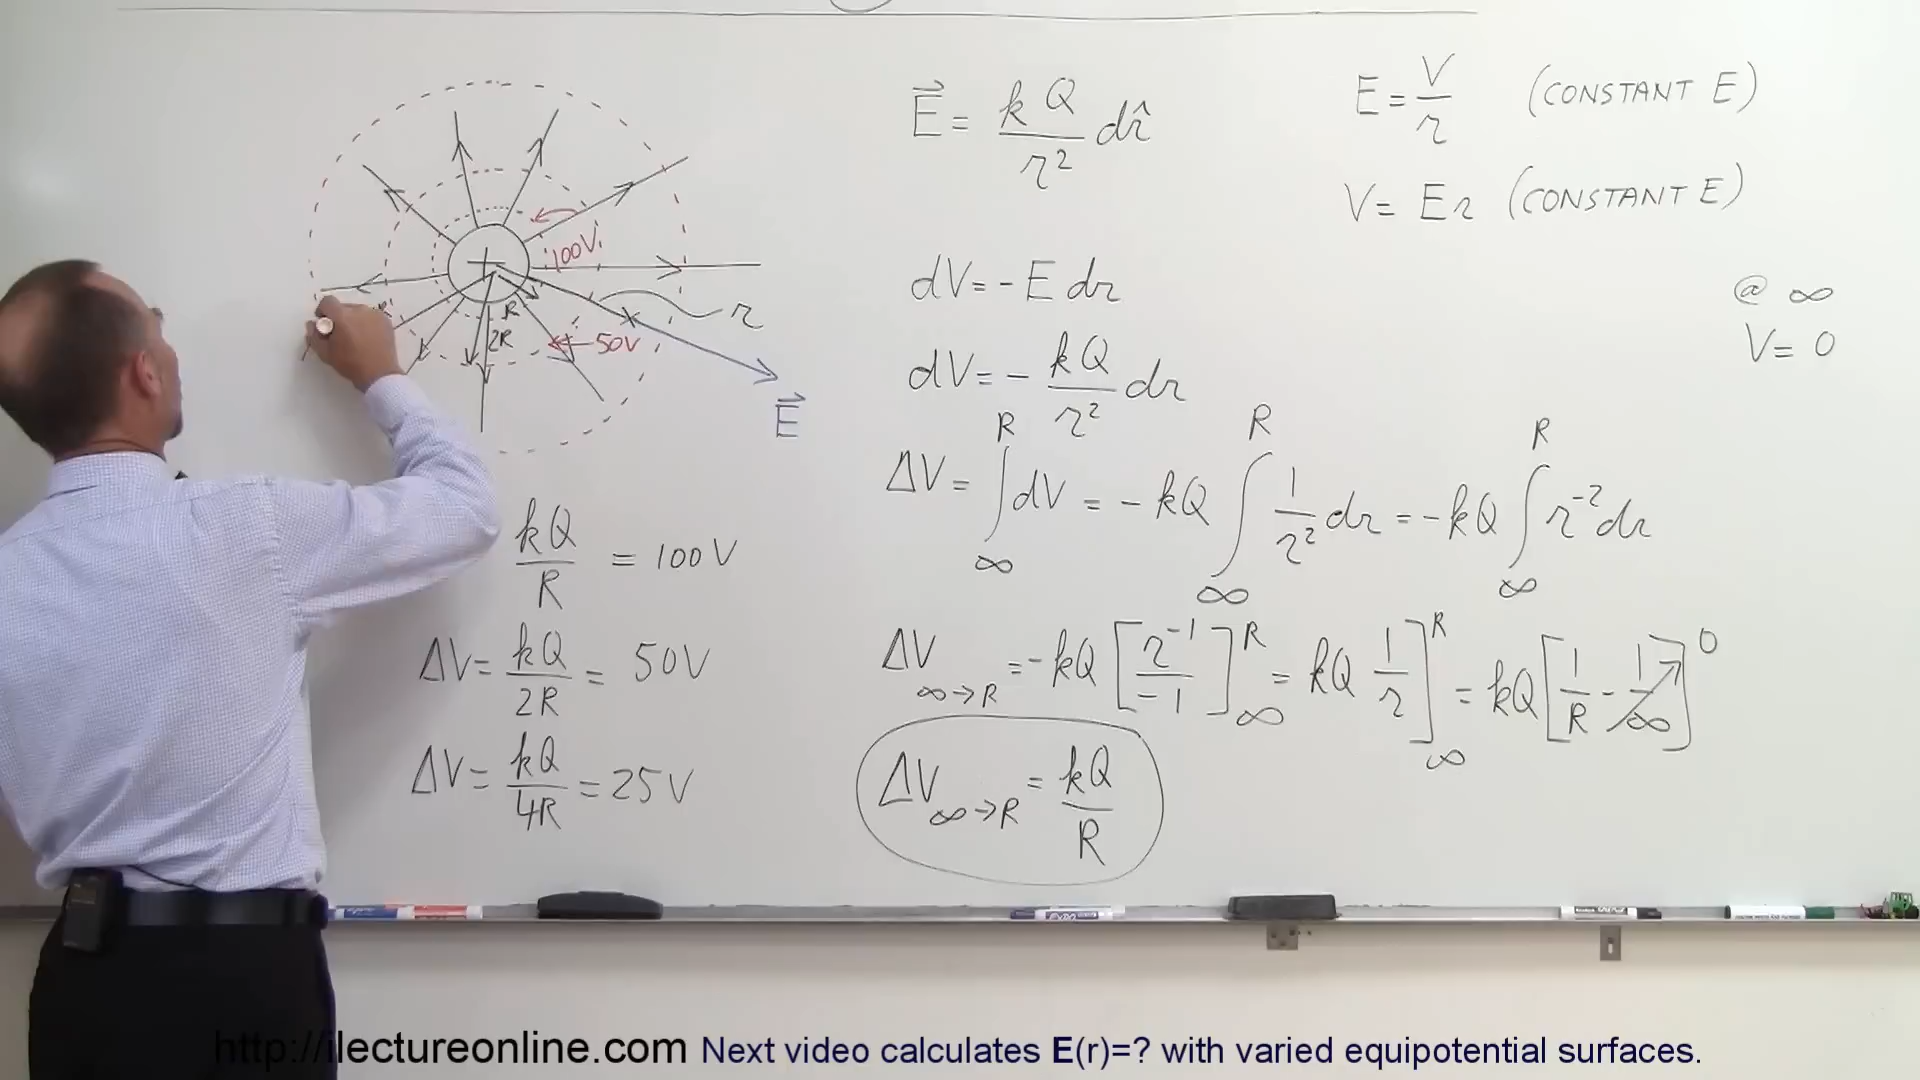 +
100V
R
2R
50V
r
E⃗
kQ/R = 100V
ΔV = kQ/2R = 50V
ΔV = kQ/4R = 25V
E⃗ = kQ/r² dr̂
dV = - E dr
dV = - kQ/r² dr
ΔV = ∫_∞^R dV = - kQ ∫_∞^R 1/r² dr = - kQ ∫_∞^R r⁻² dr
ΔV ∞→R = - kQ [r⁻¹/-1]_∞^R = kQ 1/r]_∞^R = kQ [1/R - 1/∞] 0
ΔV ∞→R = kQ/R
E = V/r (CONSTANT E)
V = Er (CONSTANT E)
@ ∞
V = 0
http://ilectureonline.com Next video calculates E(r)=? with varied equipotential surfaces.